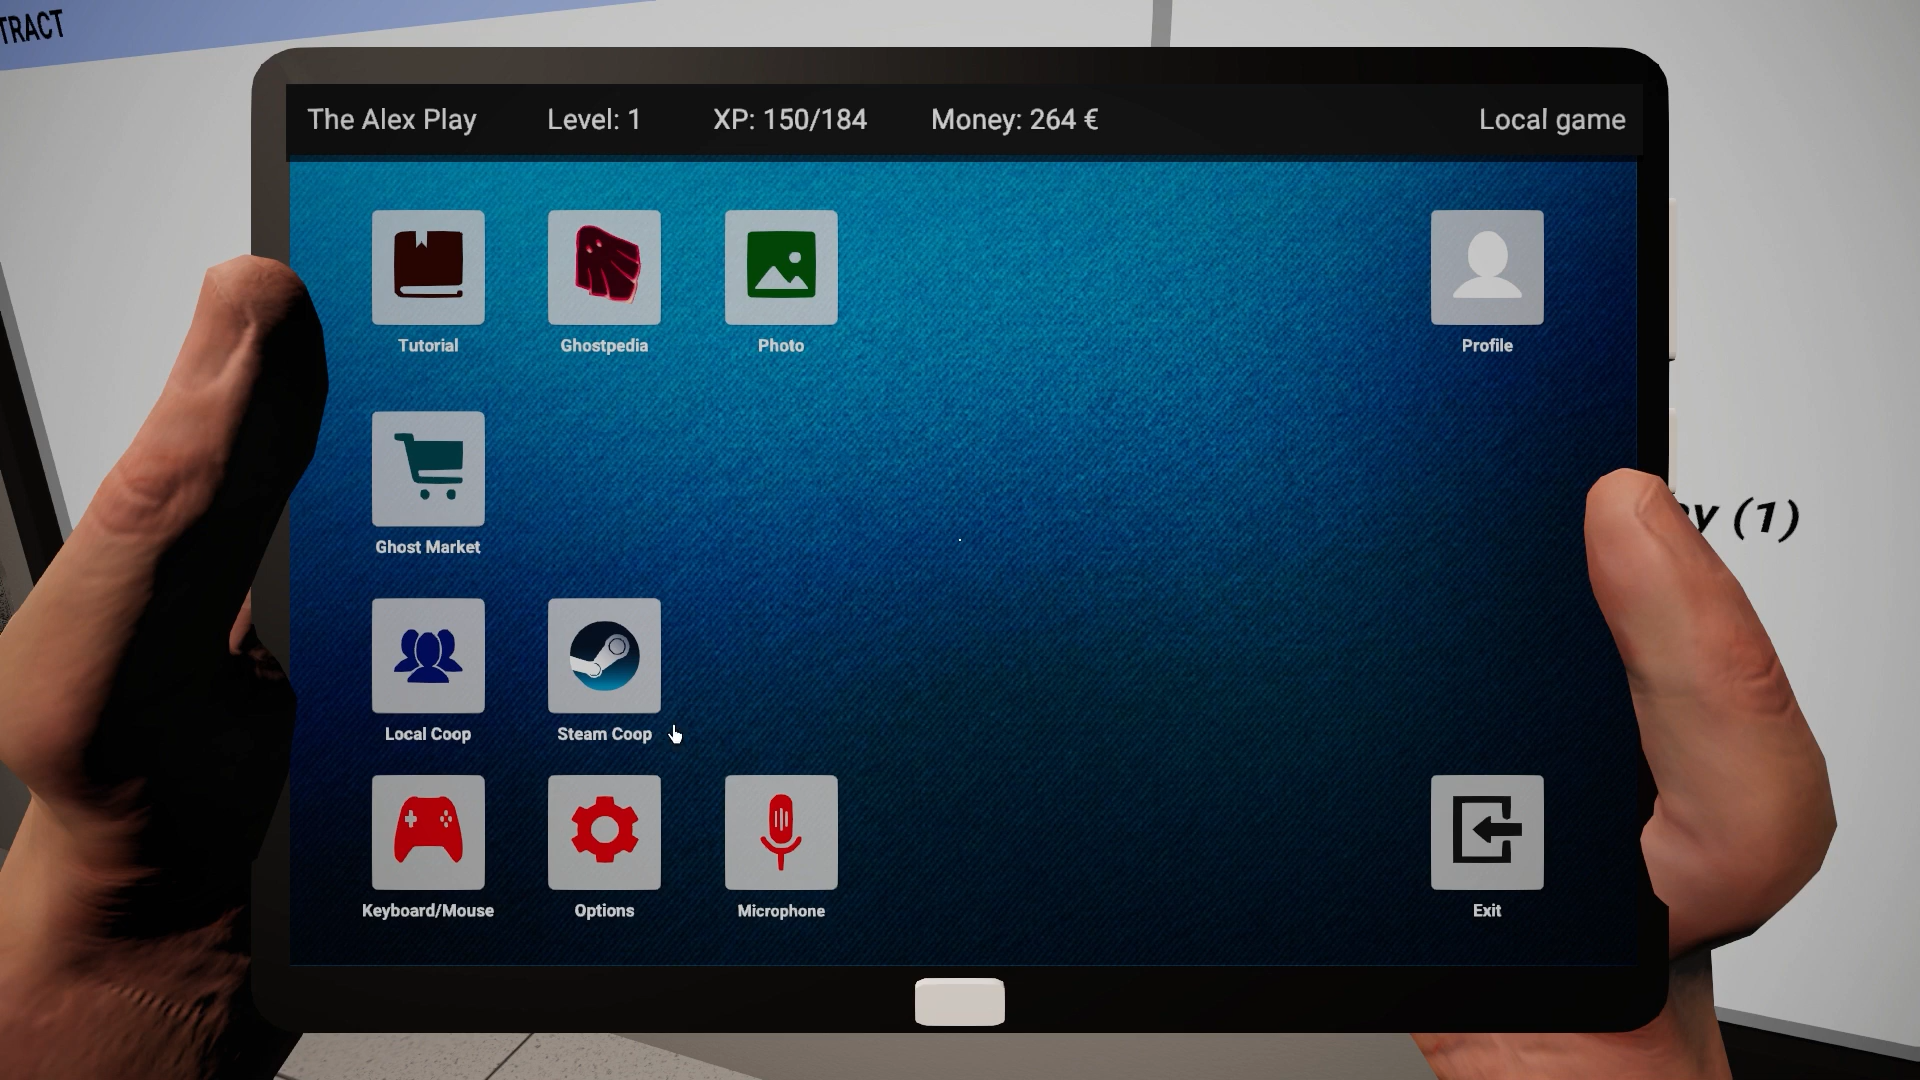 TRACT
The Alex Play Level: 1 XP: 150/184 Money: 264 € Local game
Tutorial Ghostpedia Photo Profile
Ghost Market
y (1)
Local Coop Steam Coop
Keyboard/Mouse Options Microphone Exit